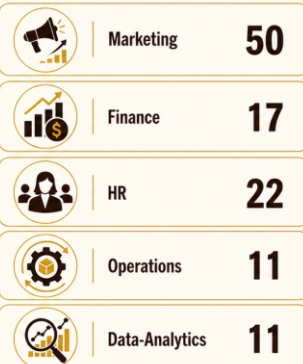 Marketing 50
Finance 17
HR 22
Operations 11
Data-Analytics 11